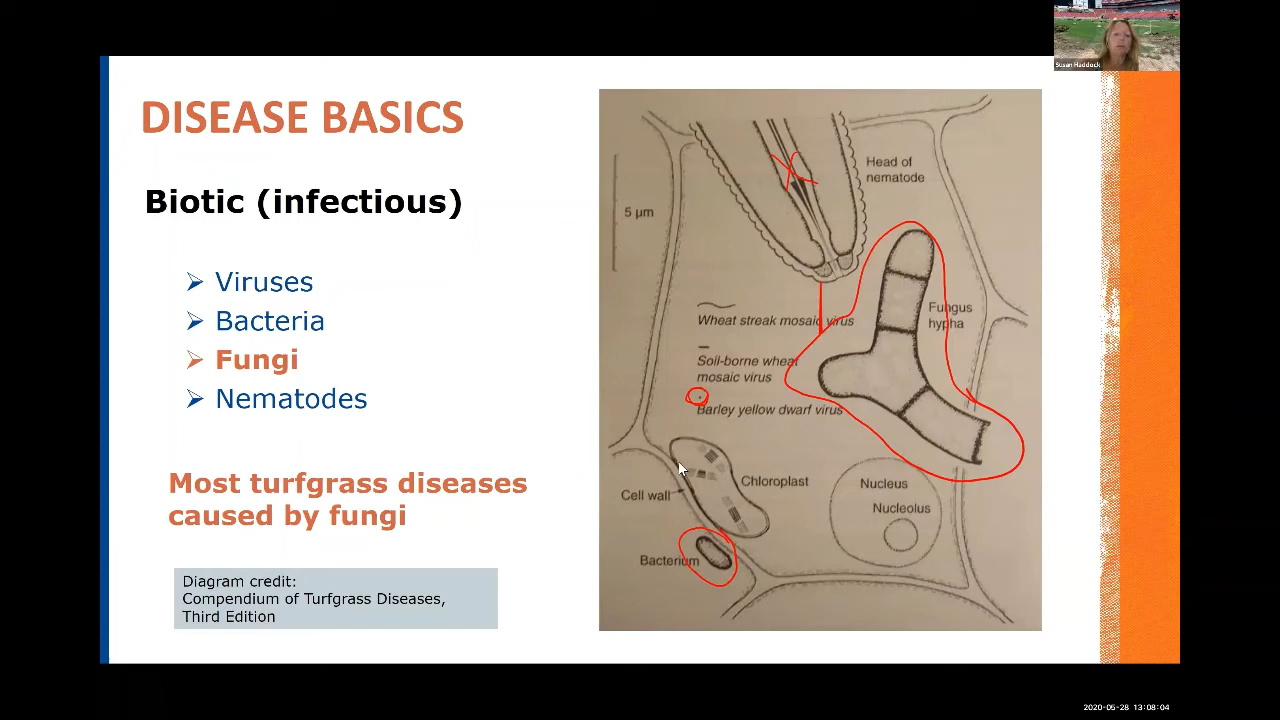 Susan Haddock
DISEASE BASICS
Biotic (infectious)
Viruses
Bacteria
Fungi
Nematodes
Most turfgrass diseases
caused by fungi
Diagram credit:
Compendium of Turfgrass Diseases,
Third Edition
Head of
nematode
5 µm
Fungus
hypha
Wheat streak mosaic virus
Soil-borne wheat
mosaic virus
Barley yellow dwarf virus
Chloroplast
Cell wall
Nucleus
Nucleolus
Bacterium
2020-05-28 13:08:04